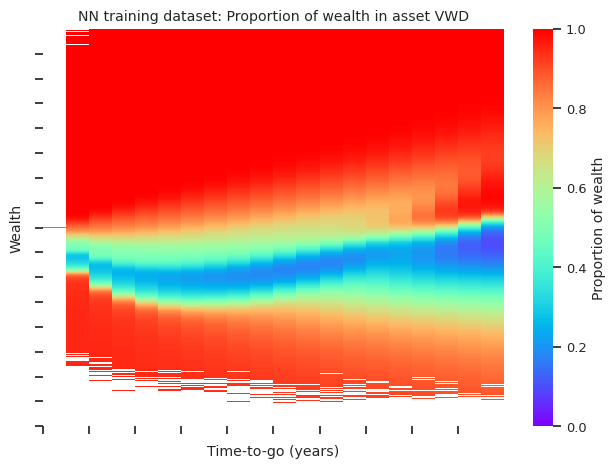 NN training dataset: Proportion of wealth in asset VWD
Wealth
Time-to-go (years)
1.0
0.8
0.6
0.4
0.2
0.0
Proportion of wealth